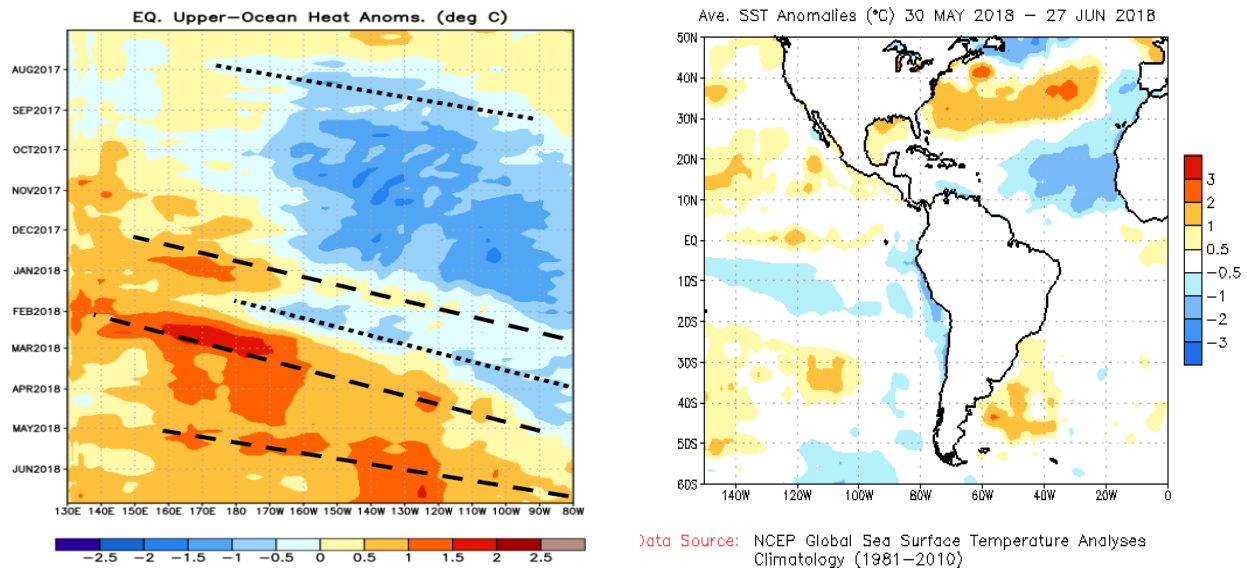 EQ. Upper-Ocean Heat Anoms. (deg C)
AUG2017
SEP2017
OCT2017
NOV2017
DEC2017
JAN2018
FEB2018
MAR2018
APR2018
MAY2018
JUN2018
130E 140E 150E 160E 170E 180 170W 160W 150W 140W 130W 120W 110W 100W 90W 80W
-2.5 -2 -1.5 -1 -0.5 0 0.5 1 1.5 2 2.5
Ave. SST Anomalies (°C) 30 MAY 2018 – 27 JUN 2018
50N
40N
30N
20N
10N
EQ
10S
20S
30S
40S
50S
60S
140W 120W 100W 80W 60W 40W 20W 0
3
2
1
0.5
-0.5
-1
-2
-3
Data Source: NCEP Global Sea Surface Temperature Analyses
Climatology (1981-2010)